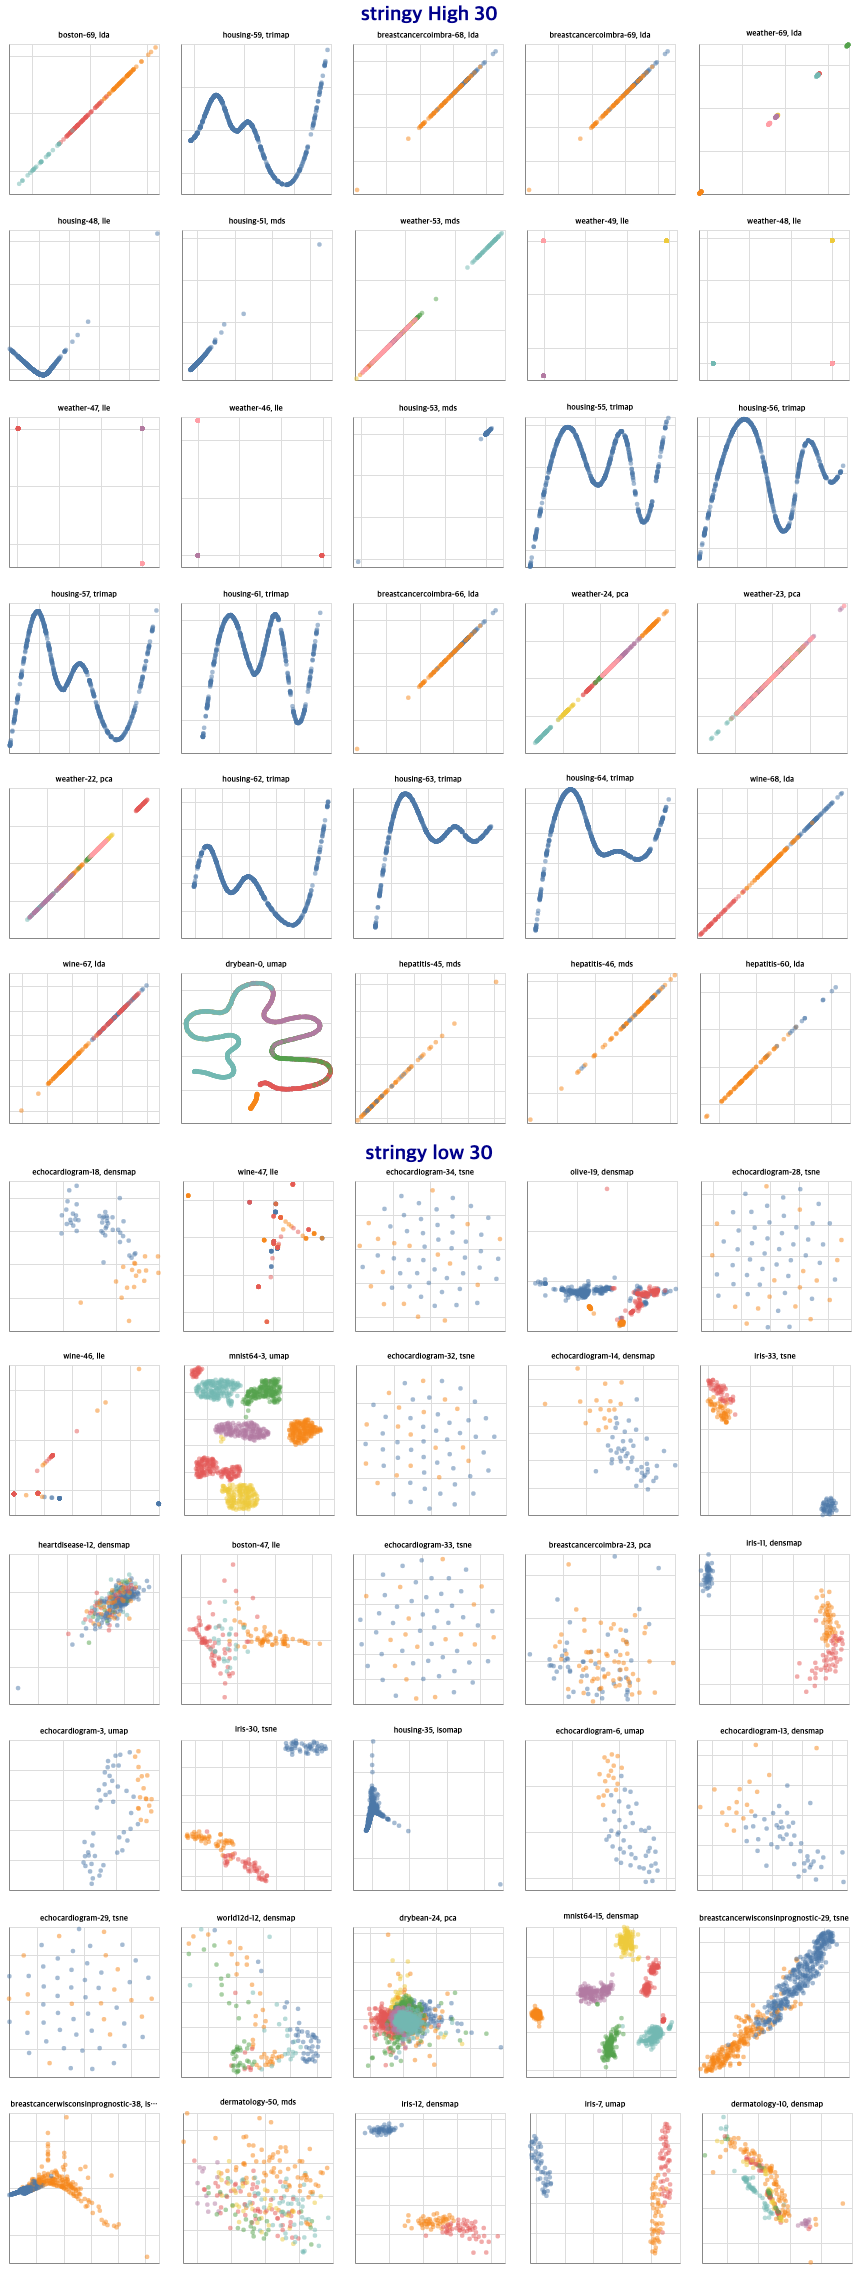 stringy High 30
boston-69, lda
housing-59, trimap
breastcancercoimbra-68, lda
breastcancercoimbra-69, lda
weather-69, lda
housing-48, lle
housing-51, mds
weather-53, mds
weather-49, lle
weather-48, lle
weather-47, lle
weather-46, lle
housing-53, mds
housing-55, trimap
housing-56, trimap
housing-57, trimap
housing-61, trimap
breastcancercoimbra-66, lda
weather-24, pca
weather-23, pca
weather-22, pca
housing-62, trimap
housing-63, trimap
housing-64, trimap
wine-68, lda
wine-67, lda
drybean-0, umap
hepatitis-45, mds
hepatitis-46, mds
hepatitis-60, lda
stringy low 30
echocardiogram-18, densmap
wine-47, lle
echocardiogram-34, tsne
olive-19, densmap
echocardiogram-28, tsne
wine-46, lle
mnist64-3, umap
echocardiogram-32, tsne
echocardiogram-14, densmap
iris-33, tsne
heartdisease-12, densmap
boston-47, lle
echocardiogram-33, tsne
breastcancercoimbra-23, pca
iris-11, densmap
echocardiogram-3, umap
iris-30, tsne
housing-35, isomap
echocardiogram-6, umap
echocardiogram-13, densmap
echocardiogram-29, tsne
world12d-12, densmap
drybean-24, pca
mnist64-15, densmap
breastcancerwisconsinprognostic-29, tsne
breastcancerwisconsinprognostic-38, is…
dermatology-50, mds
iris-12, densmap
iris-7, umap
dermatology-10, densmap